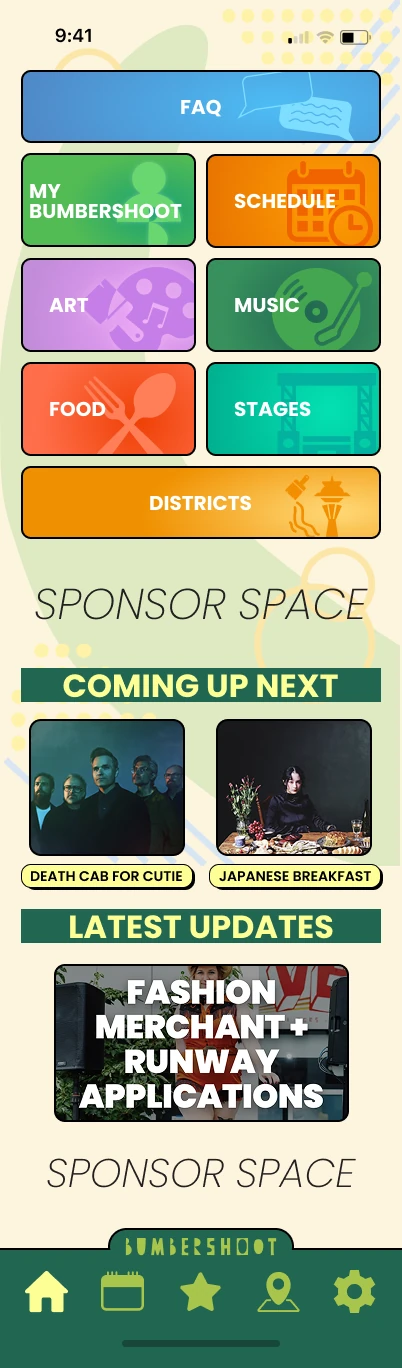 9:41
FAQ
MY
BUMBERSHOOT
SCHEDULE
ART
MUSIC
FOOD
STAGES
DISTRICTS
SPONSOR SPACE
COMING UP NEXT
DEATH CAB FOR CUTIE
JAPANESE BREAKFAST
LATEST UPDATES
FASHION
MERCHANT +
RUNWAY
APPLICATIONS
SPONSOR SPACE
BUMBERSHOOT